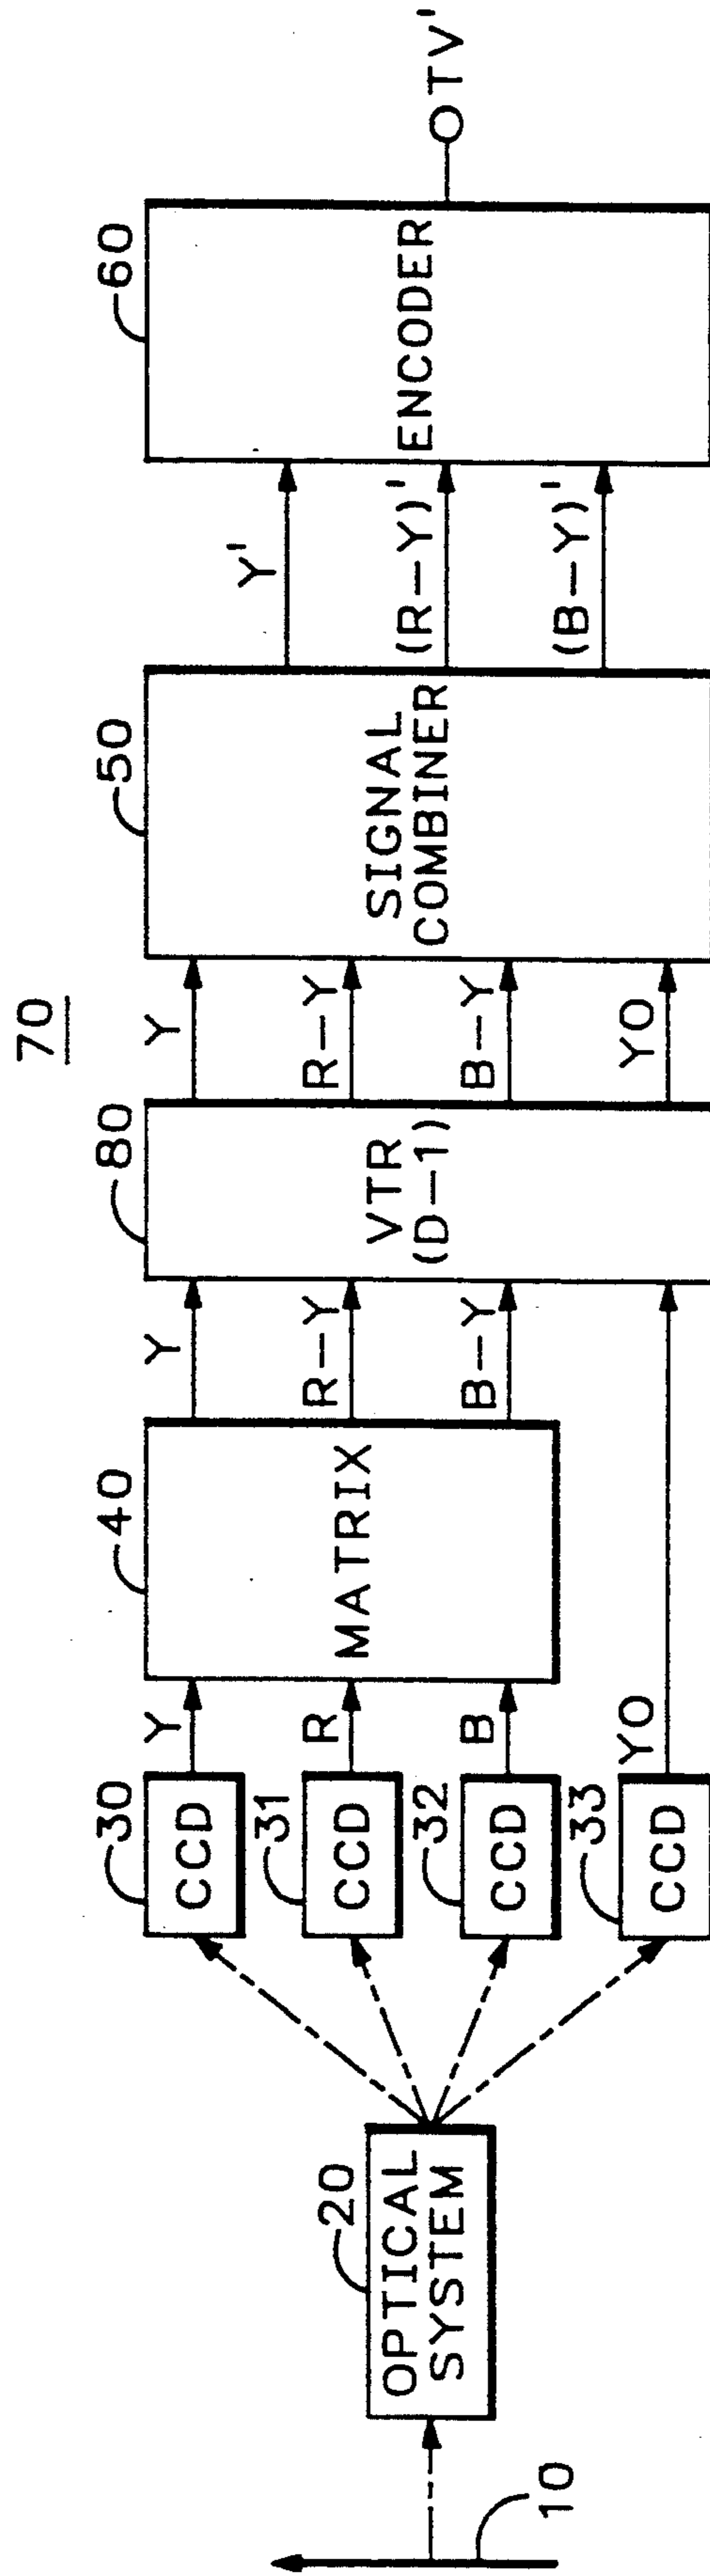 70
10
20
OPTICAL
SYSTEM
30
CCD
31
CCD
32
CCD
33
CCD
Y
R
B
YO
40
MATRIX
Y
R-Y
B-Y
80
VTR
(D-1)
Y
R-Y
B-Y
YO
50
SIGNAL
COMBINER
Y'
(R-Y)'
(B-Y)'
60
ENCODER
TV'